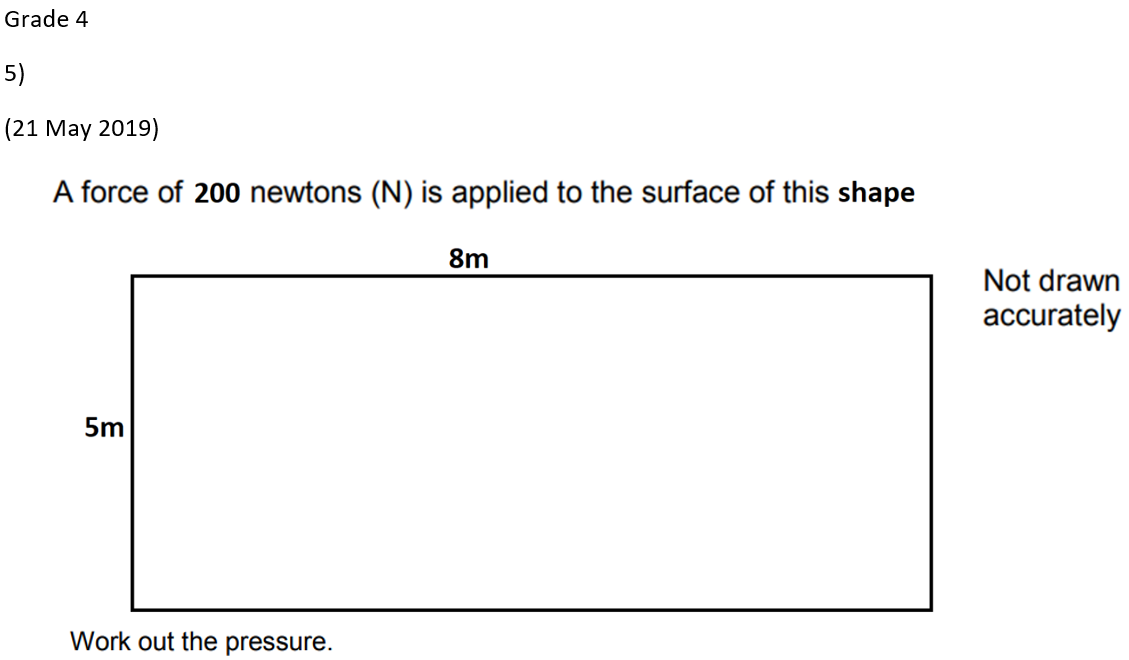 Grade 4
5)
(21 May 2019)
A force of 200 newtons (N) is applied to the surface of this shape
8m
Not drawn
accurately
5m
Work out the pressure.